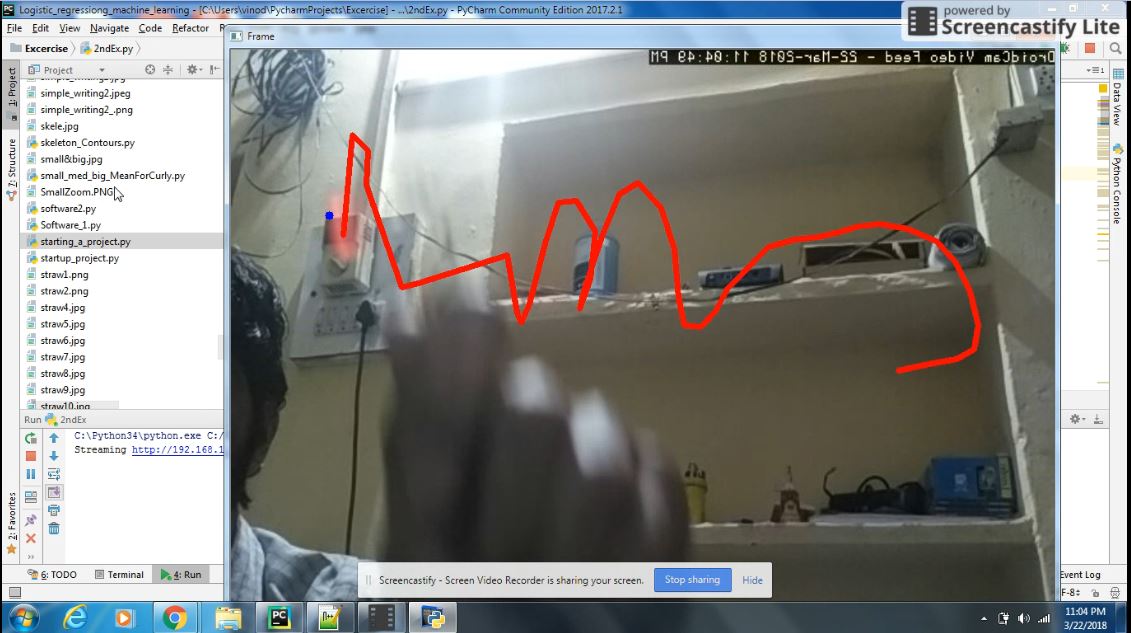 Logistic_regressiong_machine_learning - [C:\Users\vinod\PycharmProjects\Excercise] - ...\2ndEx.py - PyCharm Community Edition 2017.2.1
powered by
Screencastify Lite
File Edit View Navigate Code Refactor
Excercise 2ndEx.py
Frame
DroidCam Video Feed - 22-Mar-2018 11:04:49 PM
1: Project
Project
simple_writing2.jpeg
simple_writing2_.png
skele.jpg
skeleton_Contours.py
small&big.jpg
small_med_big_MeanForCurly.py
SmallZoom.PNG
software2.py
Software_1.py
starting_a_project.py
startup_project.py
straw1.png
straw2.png
straw4.jpg
straw5.jpg
straw6.jpg
straw7.jpg
straw8.jpg
straw9.jpg
straw10.jpg
7: Structure
Data View
Python Console
Run 2ndEx
C:\Python34\python.exe C:/
Streaming http://192.168.1
2: Favorites
Screencastify - Screen Video Recorder is sharing your screen. Stop sharing Hide
6: TODO Terminal 4: Run Event Log
F-8
11:04 PM
3/22/2018